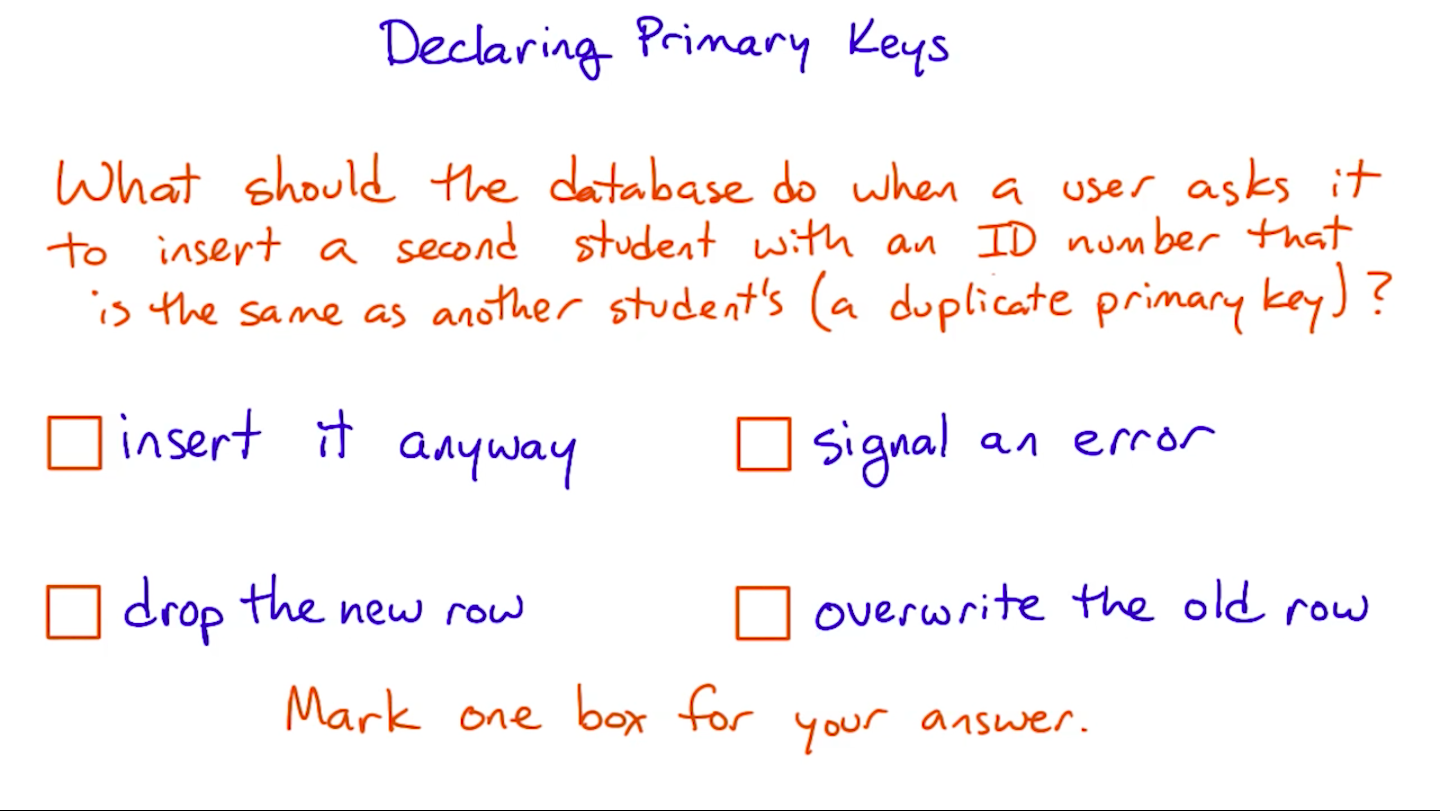 Declaring Primary Keys
What should the database do when a user asks it
to insert a second student with an ID number that
is the same as another student's (a duplicate primary key)?
insert it anyway
signal an error
drop the new row
overwrite the old row
Mark one box for your answer.